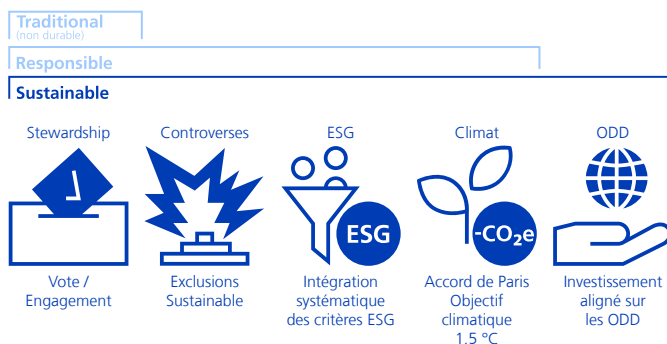 Traditional
(non durable)
Responsible
Sustainable
Stewardship
Controverses
ESG
Climat
ODD
ESG
-CO₂e
Vote /
Engagement
Exclusions
Sustainable
Intégration
systématique
des critères ESG
Accord de Paris
Objectif
climatique
1,5 °C
Investissement
aligné sur
les ODD